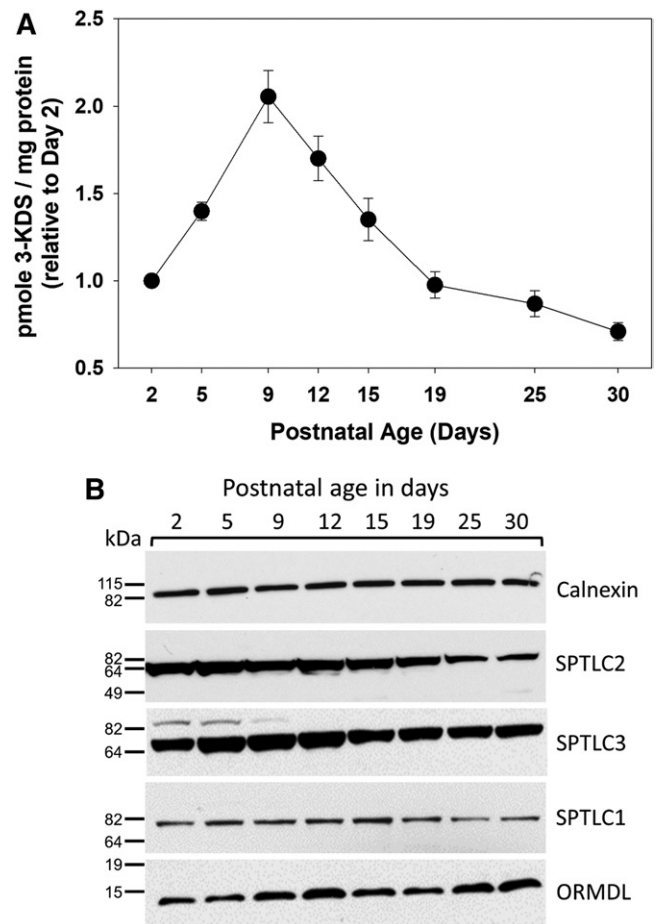 A
pmole 3-KDS / mg protein
(relative to Day 2)
2.5
2.0
1.5
1.0
0.5
2 5 9 12 15 19 25 30
Postnatal Age (Days)
B
Postnatal age in days
2 5 9 12 15 19 25 30
kDa
115
82
Calnexin
82
64
49
SPTLC2
82
64
SPTLC3
82
64
SPTLC1
19
15
ORMDL